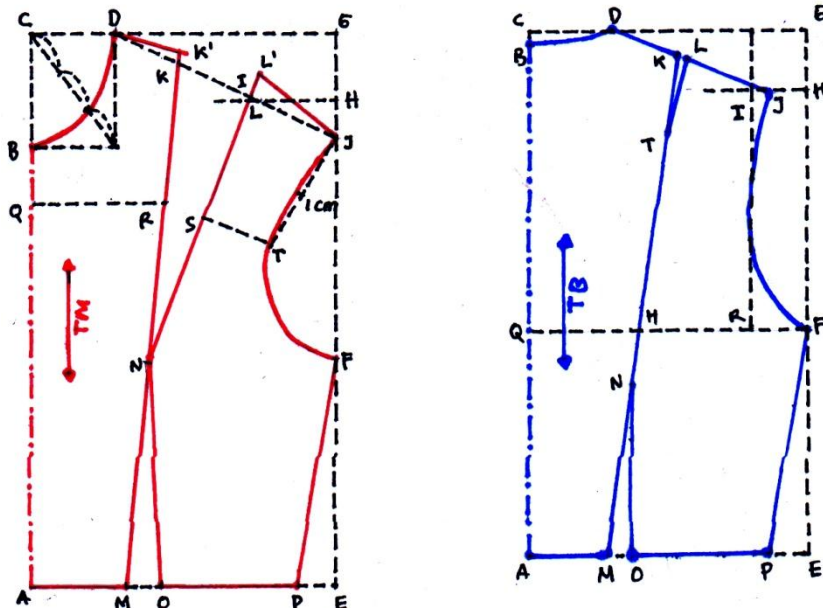 C D G
K'
K L'
I H
L
B J
Q R S 1cm
T
TM
N F
A M O P E
C D E
B K L
H
I J
T
TB
Q H R F
N
A M O P E